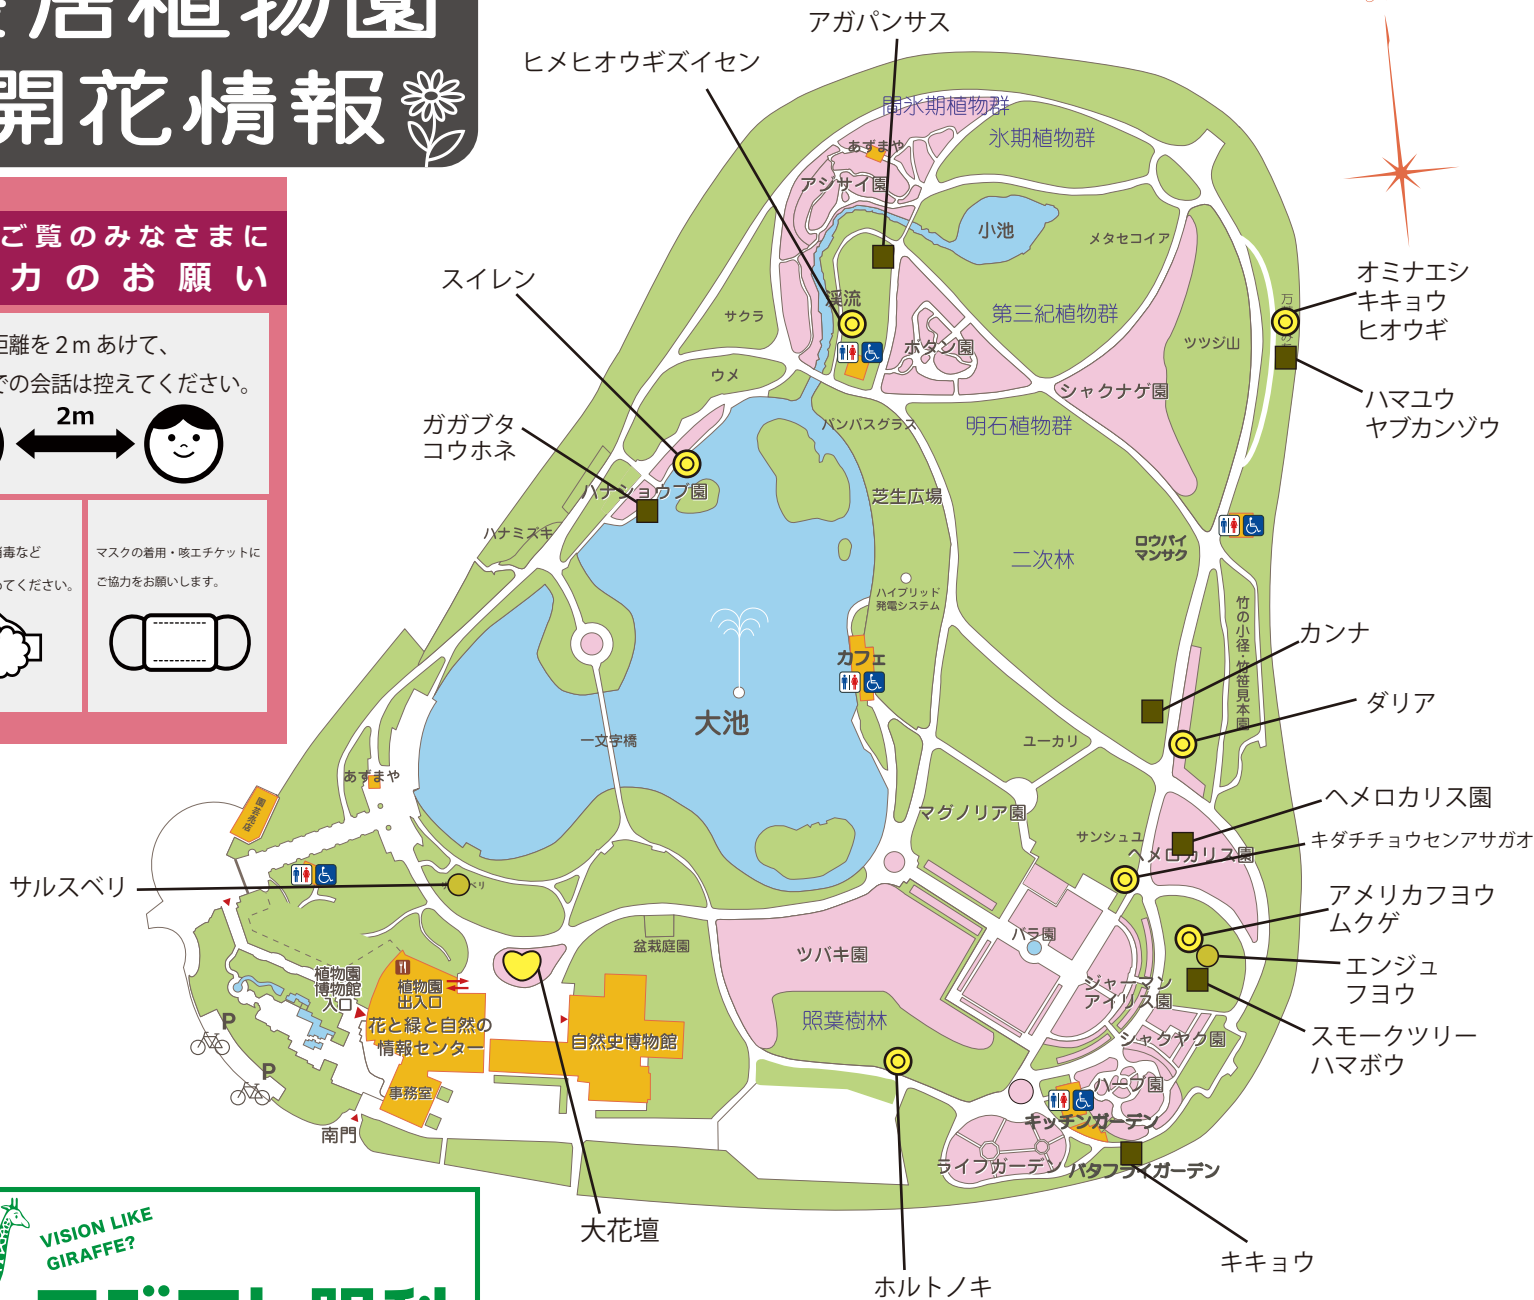 居植物園
開花情報
ご覧のみなさまに
力のお願い
距離を2mあけて、
での会話は控えてください。
2m
消毒など
めてください。
マスクの着用・咳エチケットに
ご協力をお願いします。
VISION LIKE
GIRAFFE?
アガパンサス
ヒメヒオウギズイセン
間氷期植物群
氷期植物群
あずまや
アジサイ園
小池
メタセコイア
スイレン
オミナエシ
キキョウ
ヒオウギ
渓流
サクラ
第三紀植物群
ツツジ山
ボタン園
ウメ
シャクナゲ園
ハマユウ
ヤブカンゾウ
ガガブタ
コウホネ
パンパスグラス
明石植物群
ハナショウブ園
芝生広場
ハナミズキ
ロウバイ
マンサク
二次林
ハイブリッド
発電システム
竹の小径・竹笹見本園
カンナ
カフェ
ダリア
大池
一文字橋
ユーカリ
あずまや
園芸売店
ヘメロカリス園
マグノリア園
サンシュユ
キダチチョウセンアサガオ
ヘメロカリス園
サルスベリ
アメリカフヨウ
ムクゲ
バラ園
盆栽庭園
ツバキ園
エンジュ
フヨウ
植物園
博物館
入口
植物園
出入口
ジャーマン
アイリス園
花と緑と自然の
情報センター
自然史博物館
照葉樹林
シャクヤク園
スモークツリー
ハマボウ
P
P
ハーブ園
事務室
キッチンガーデン
南門
ライフガーデン
バタフライガーデン
大花壇
キキョウ
ホルトノキ